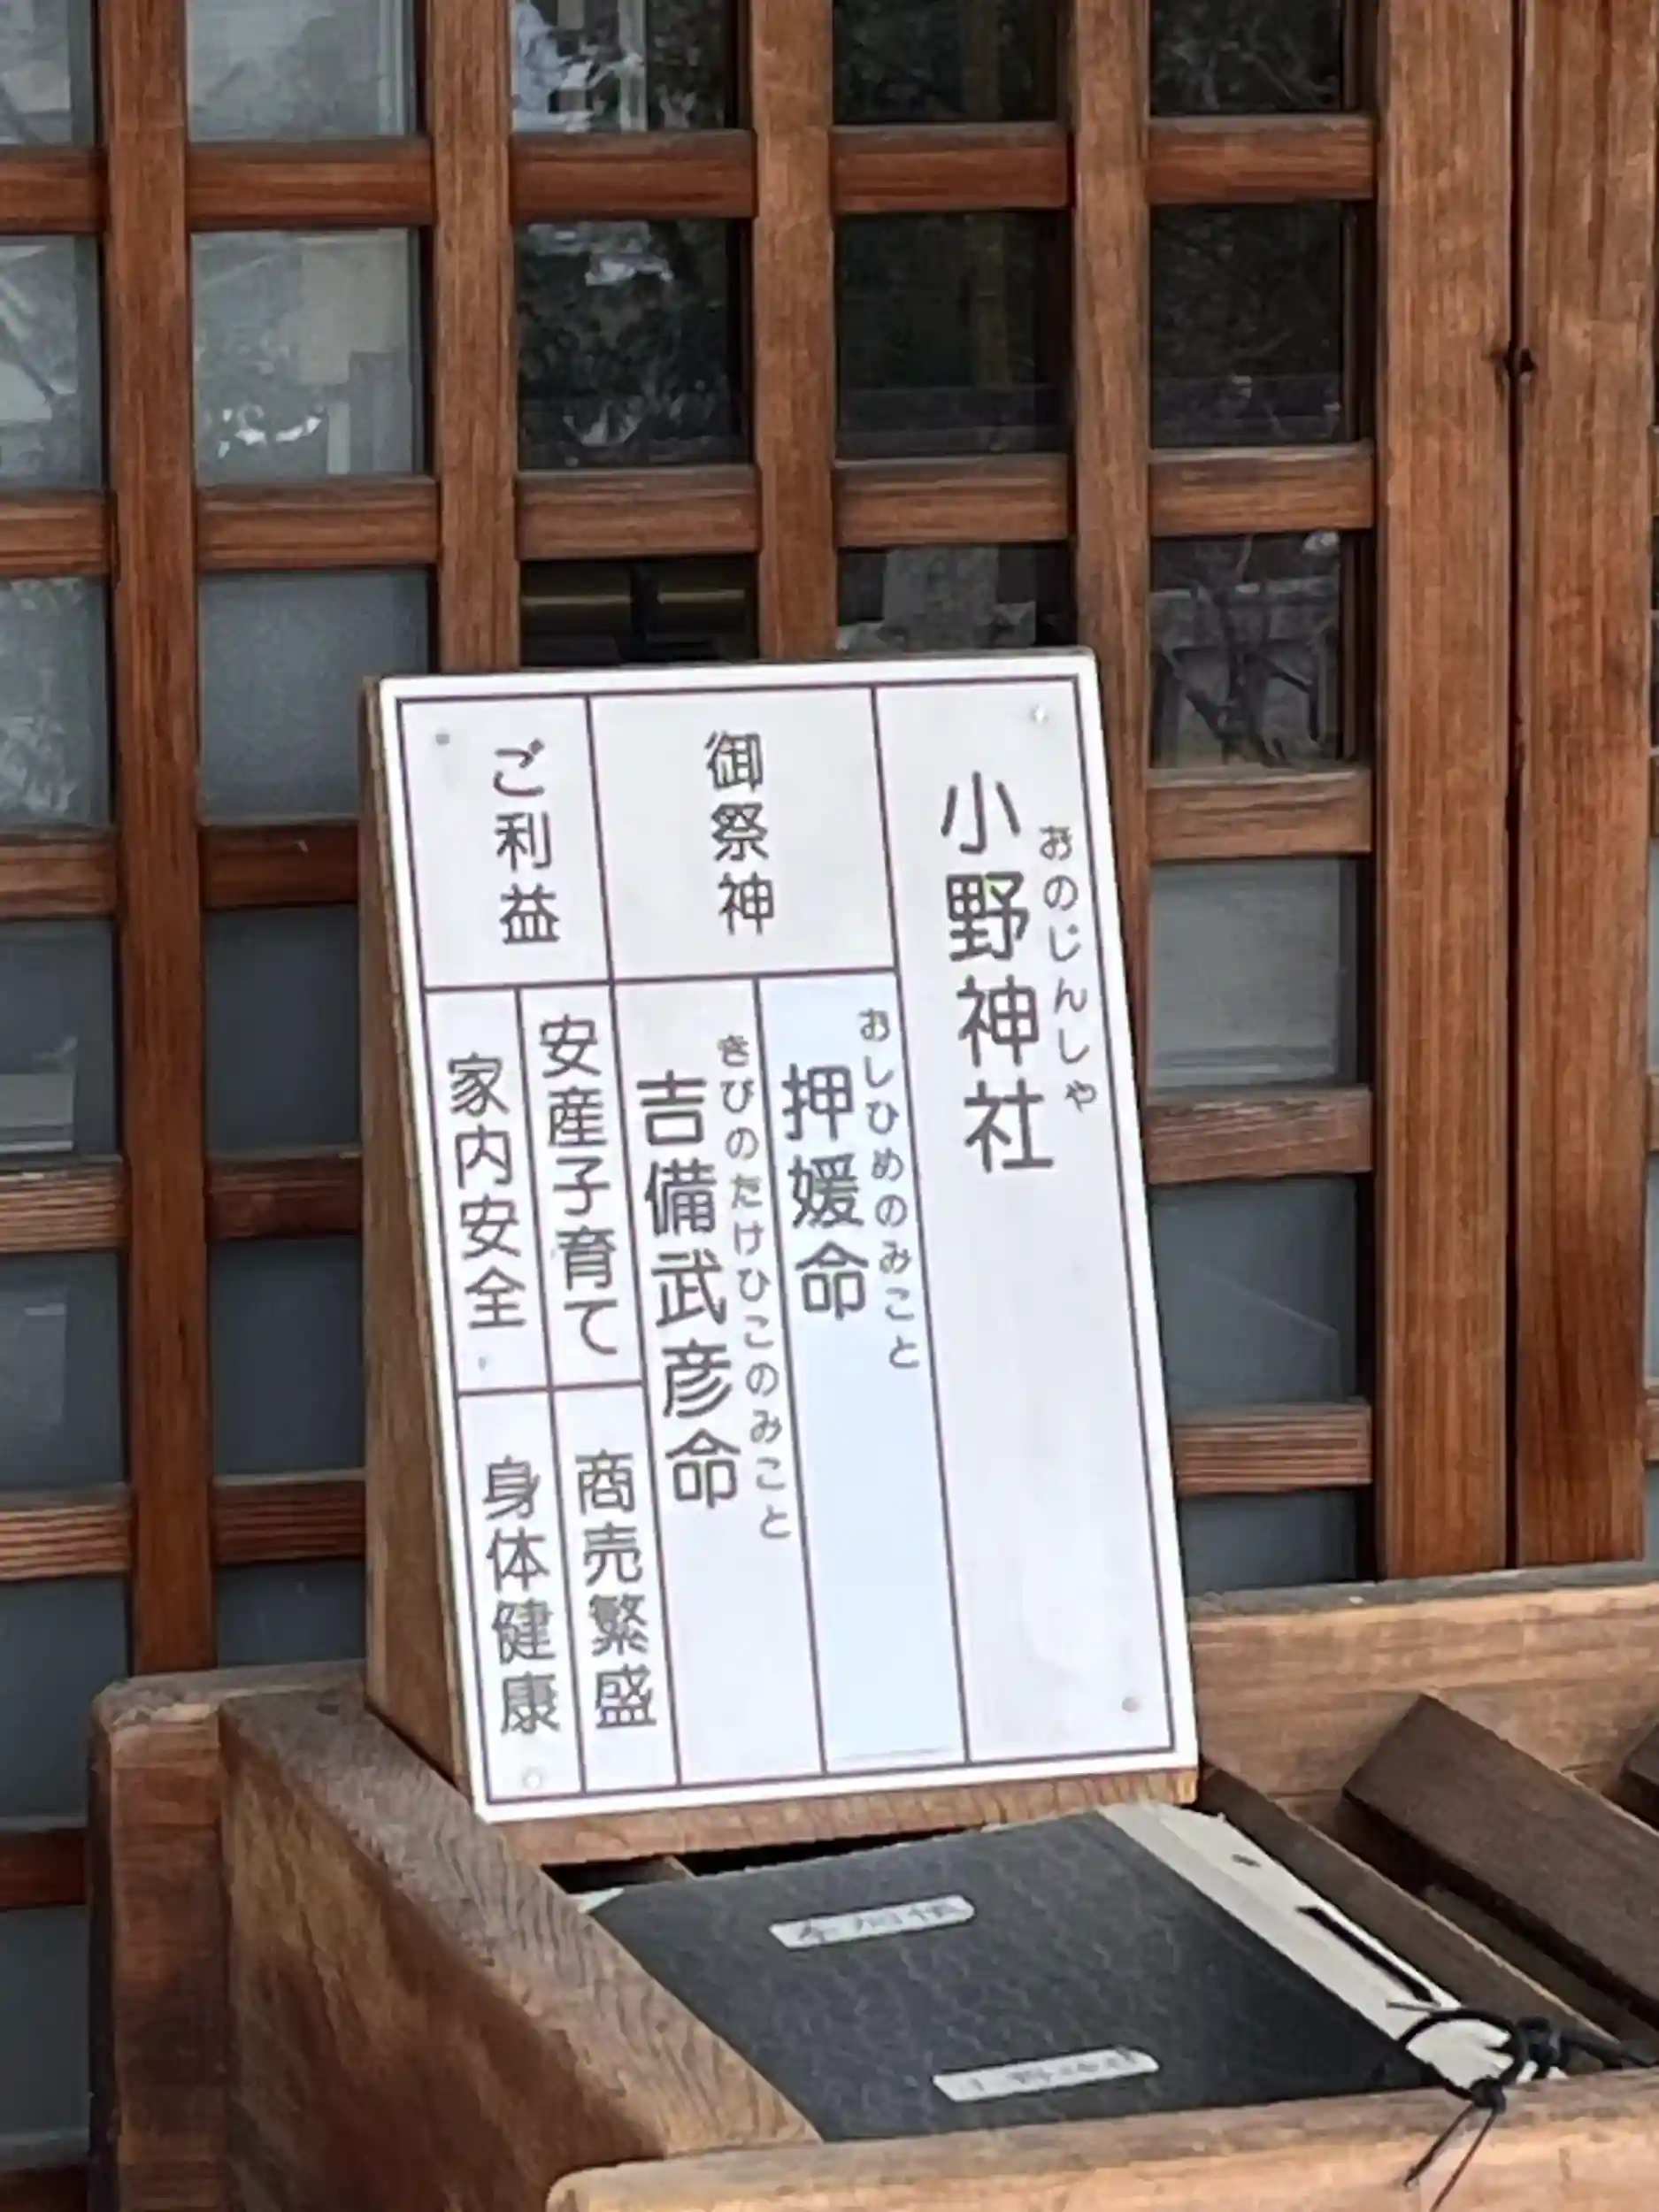 小野神社
おのじんしや
御祭神
押媛命
おしひめのみこと
吉備武彦命
きびのたけひこのみこと
ご利益
安産子育て
商売繁盛
家内安全
身体健康